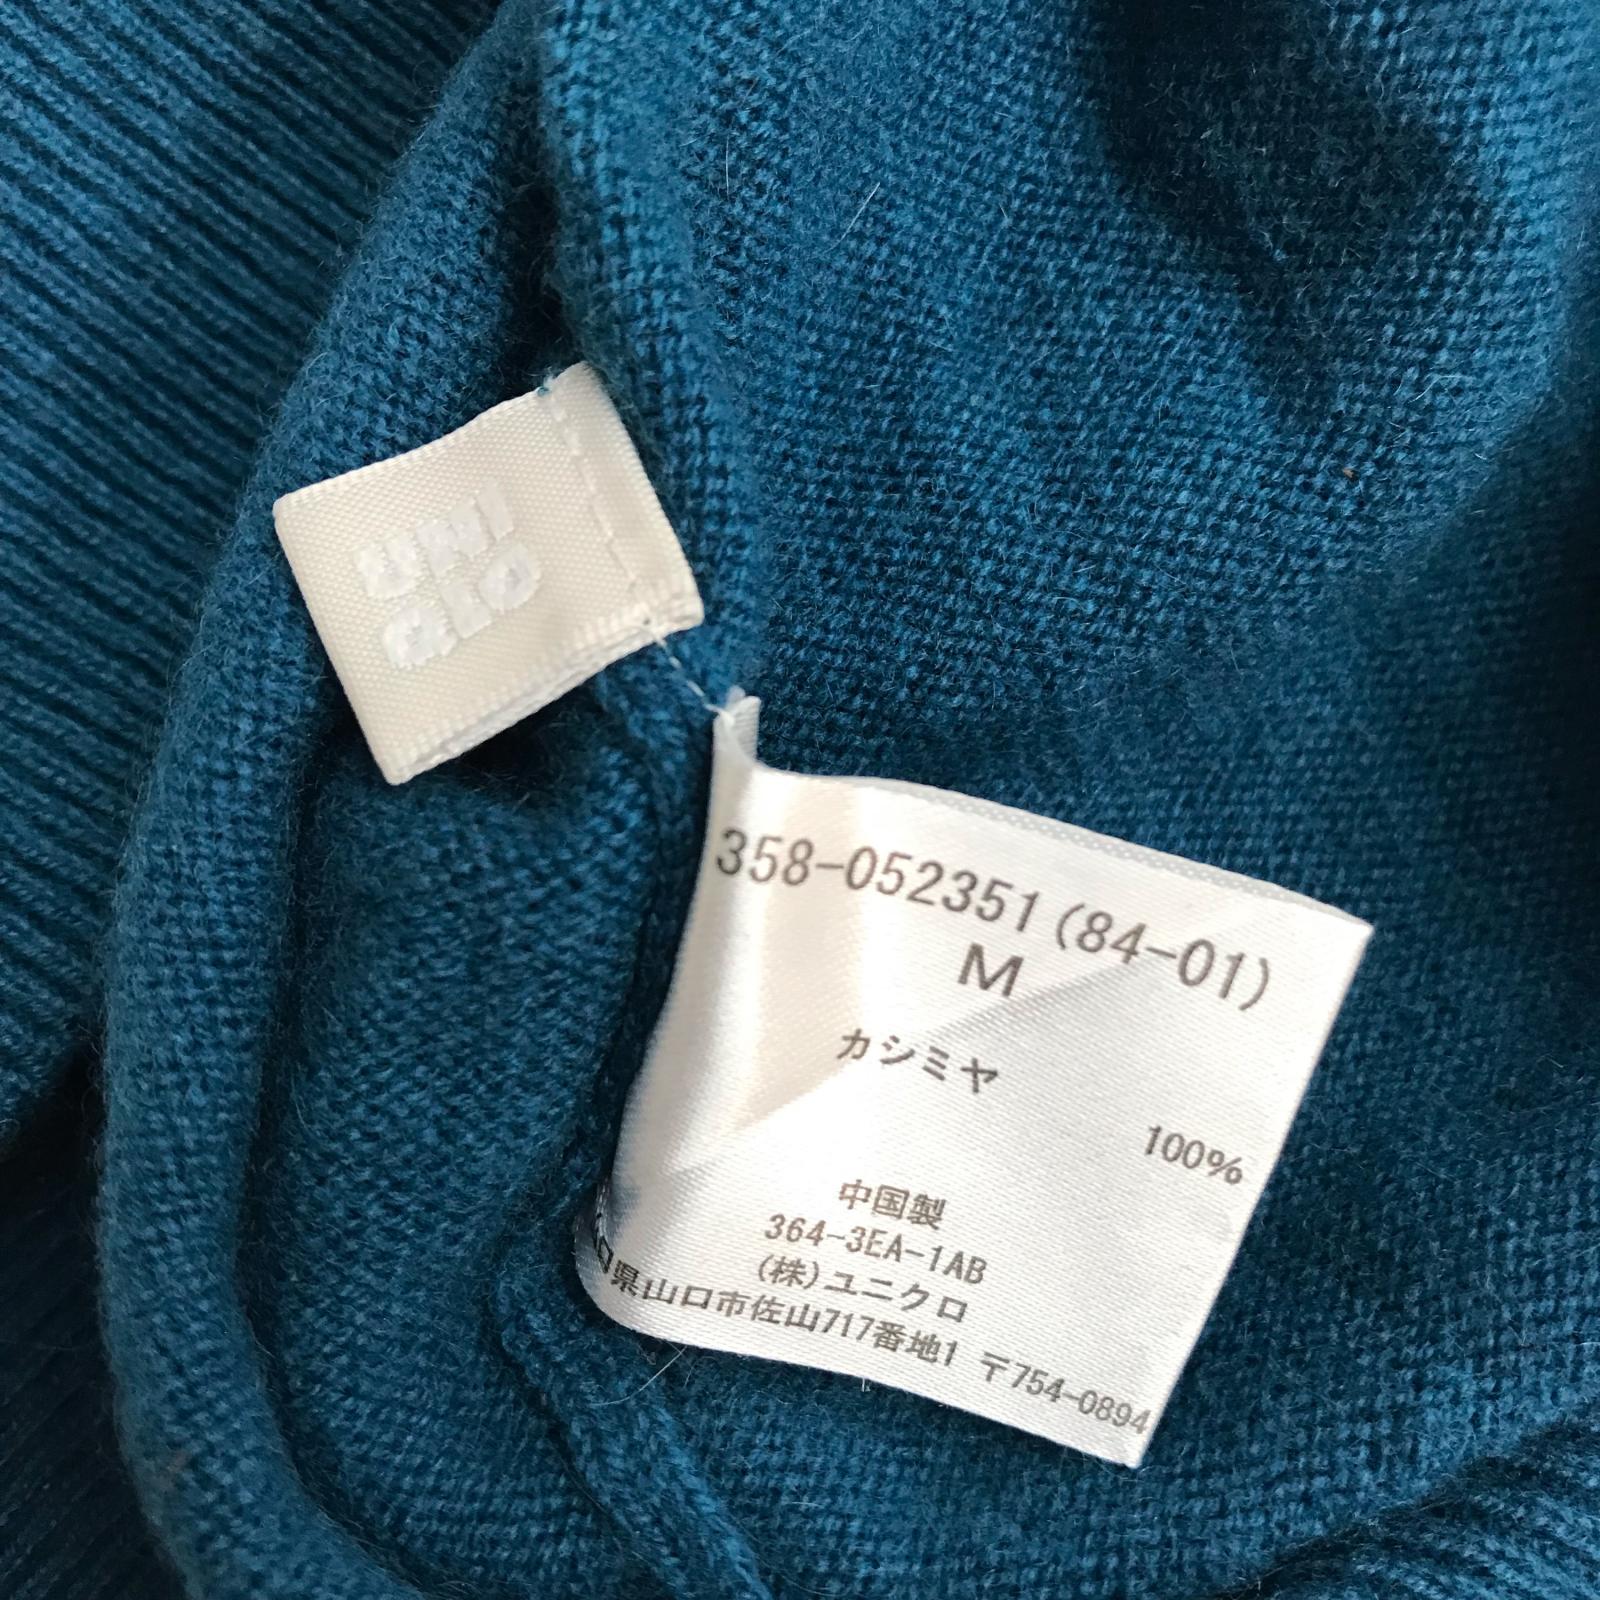 UNI
QLO
358-052351 (84-01)
M
カシミヤ
100%
中国製
364-3EA-1AB
(株)ユニクロ
口県山口市佐山717番地1 〒754-0894